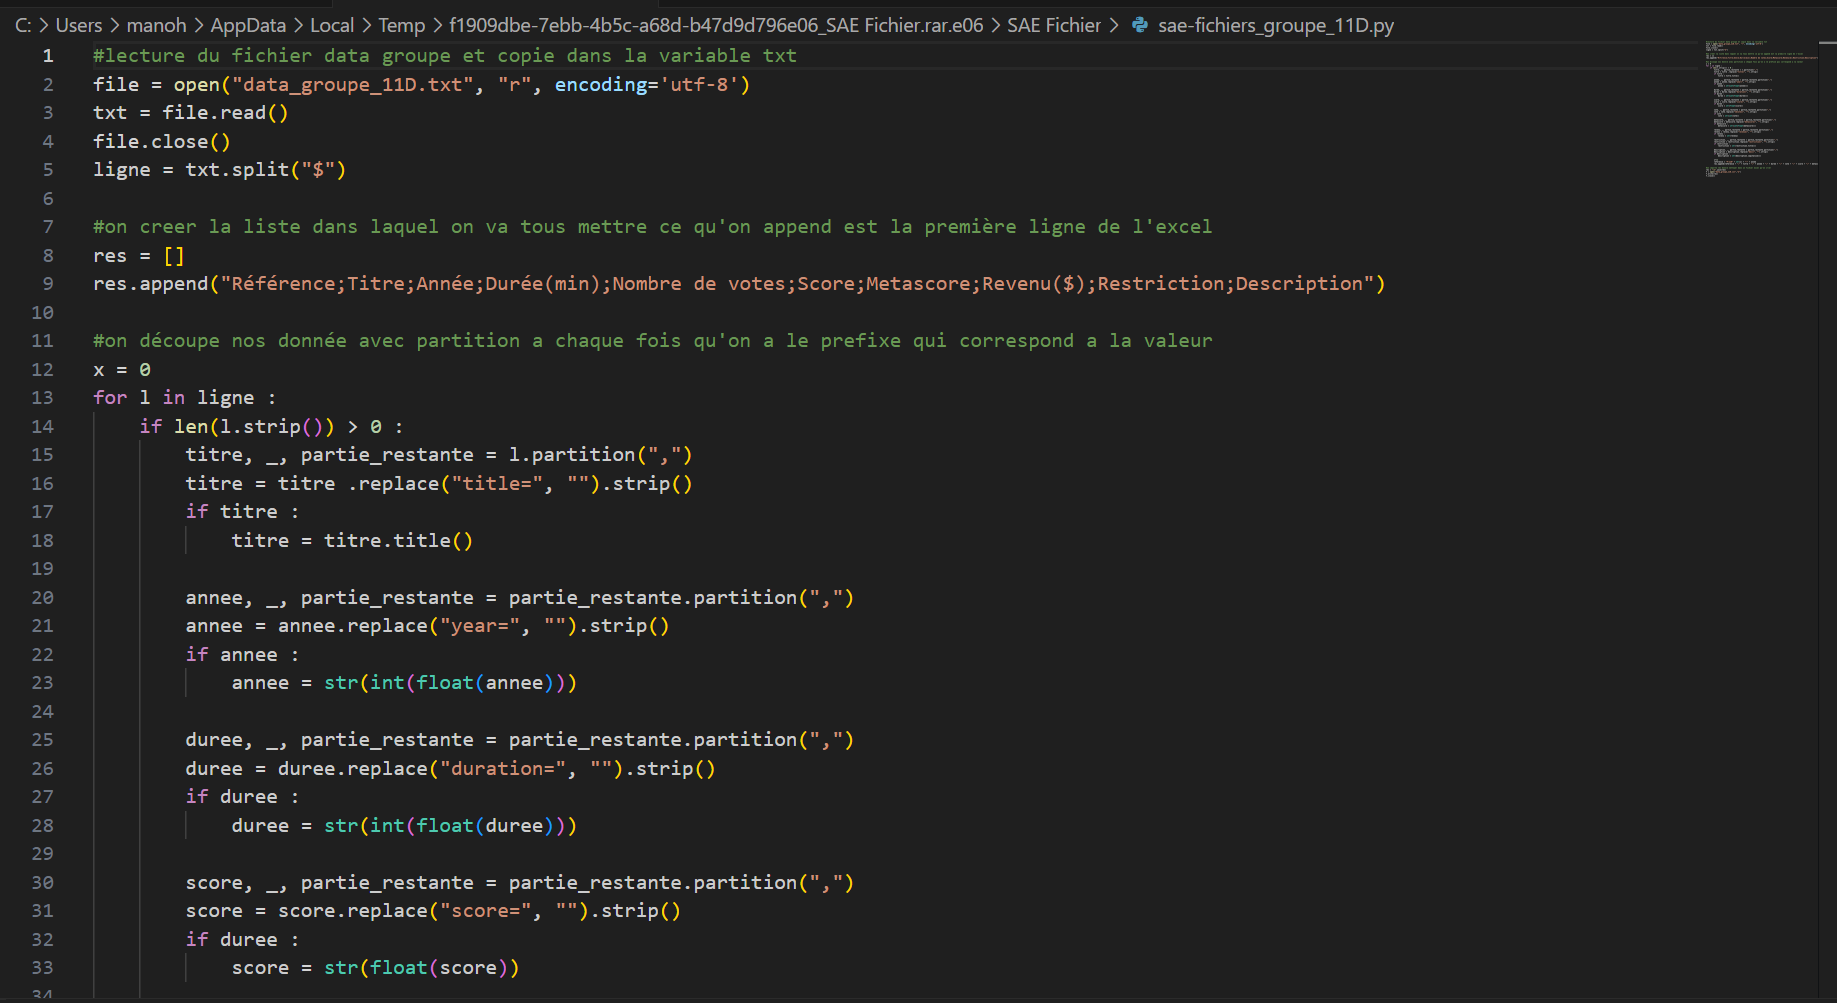 C: > Users > manoh > AppData > Local > Temp > f1909dbe-7ebb-4b5c-a68d-b47d9d796e06_SAE Fichier.rar.e06 > SAE Fichier > sae-fichiers_groupe_11D.py
1 #lecture du fichier data groupe et copie dans la variable txt
2 file = open("data_groupe_11D.txt", "r", encoding='utf-8')
3 txt = file.read()
4 file.close()
5 ligne = txt.split("$")
6
7 #on creer la liste dans laquel on va tous mettre ce qu'on append est la première ligne de l'excel
8 res = []
9 res.append("Référence;Titre;Année;Durée(min);Nombre de votes;Score;Metascore;Revenu($);Restriction;Description")
10
11 #on découpe nos donnée avec partition a chaque fois qu'on a le prefixe qui correspond a la valeur
12 x = 0
13 for l in ligne :
14     if len(l.strip()) > 0 :
15         titre, _, partie_restante = l.partition(",")
16         titre = titre .replace("title=", "").strip()
17         if titre :
18             titre = titre.title()
19
20         annee, _, partie_restante = partie_restante.partition(",")
21         annee = annee.replace("year=", "").strip()
22         if annee :
23             annee = str(int(float(annee)))
24
25         duree, _, partie_restante = partie_restante.partition(",")
26         duree = duree.replace("duration=", "").strip()
27         if duree :
28             duree = str(int(float(duree)))
29
30         score, _, partie_restante = partie_restante.partition(",")
31         score = score.replace("score=", "").strip()
32         if duree :
33             score = str(float(score))
34